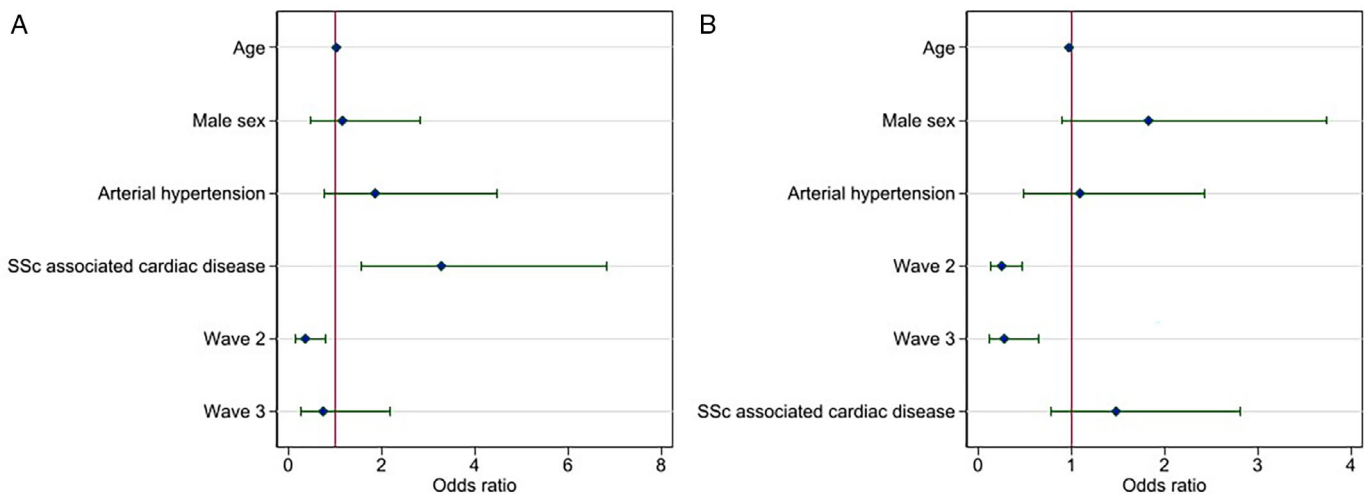 A
Age
Male sex
Arterial hypertension
SSc associated cardiac disease
Wave 2
Wave 3
0 2 4 6 8
Odds ratio
B
Age
Male sex
Arterial hypertension
Wave 2
Wave 3
SSc associated cardiac disease
0 1 2 3 4
Odds ratio